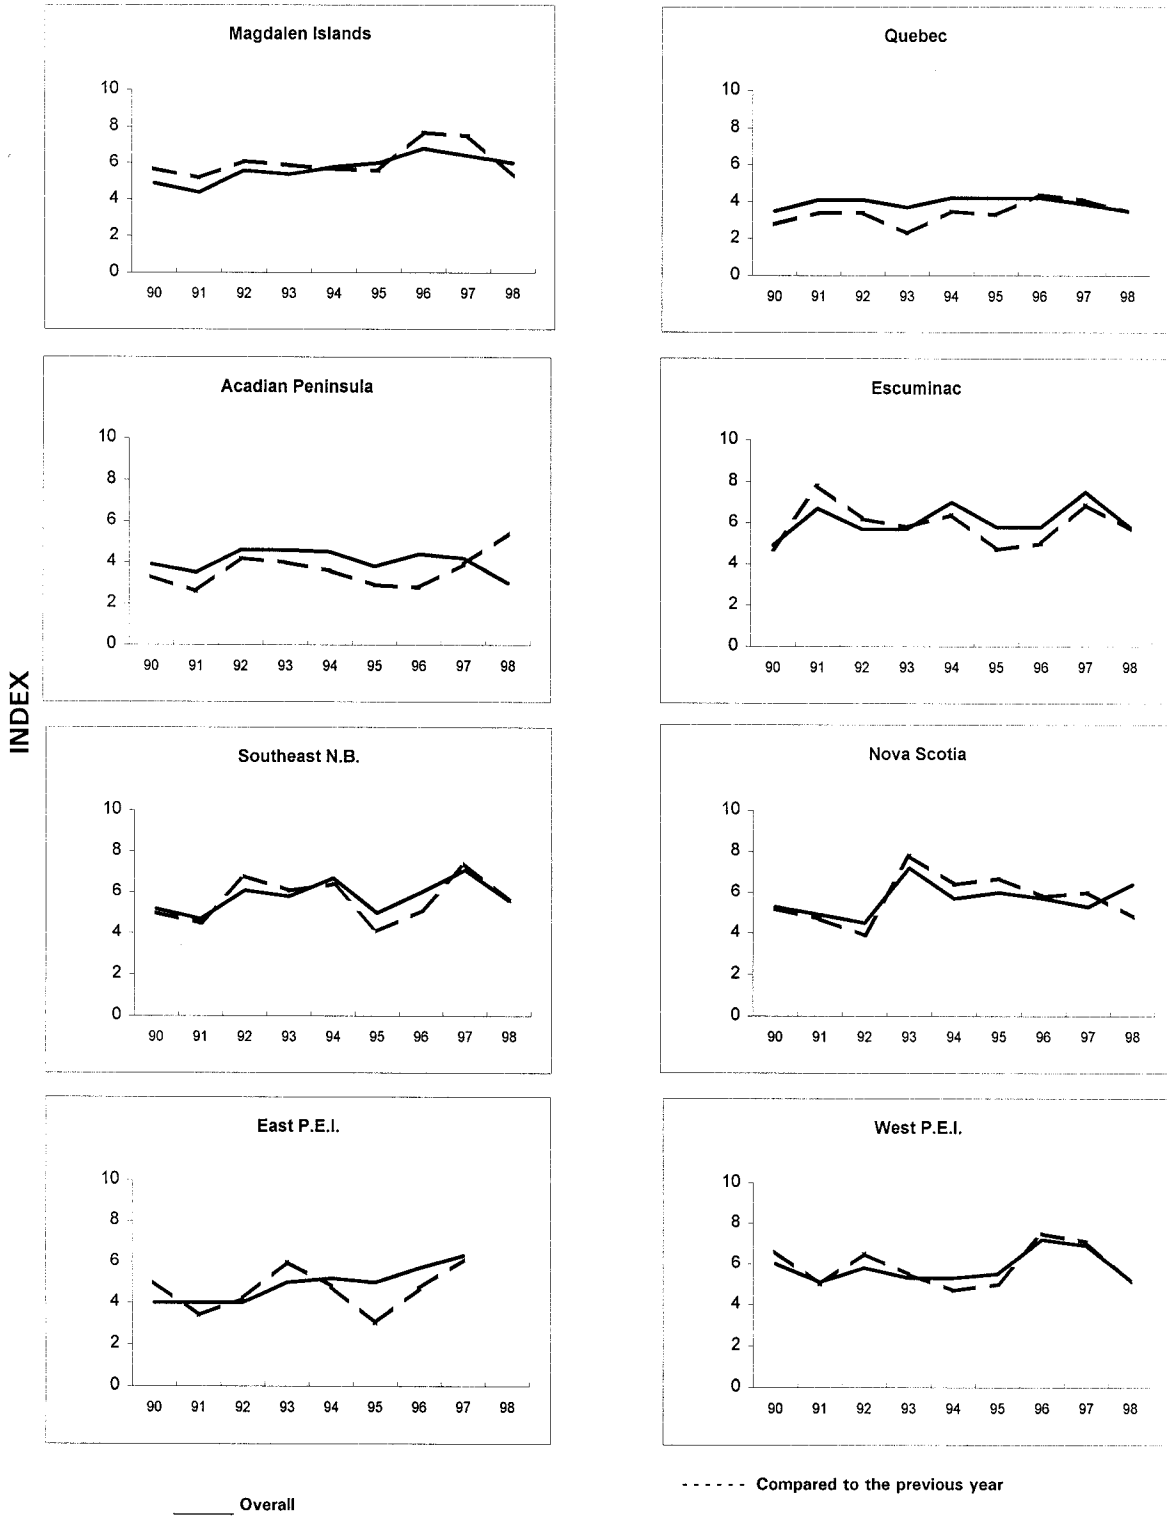 Magdalen Islands
10
8
6
4
2
0
90 91 92 93 94 95 96 97 98
Quebec
10
8
6
4
2
0
90 91 92 93 94 95 96 97 98
Acadian Peninsula
10
8
6
4
2
0
90 91 92 93 94 95 96 97 98
Escuminac
10
8
6
4
2
0
90 91 92 93 94 95 96 97 98
INDEX
Southeast N.B.
10
8
6
4
2
0
90 91 92 93 94 95 96 97 98
Nova Scotia
10
8
6
4
2
0
90 91 92 93 94 95 96 97 98
East P.E.I.
10
8
6
4
2
0
90 91 92 93 94 95 96 97 98
West P.E.I.
10
8
6
4
2
0
90 91 92 93 94 95 96 97 98
Overall
Compared to the previous year